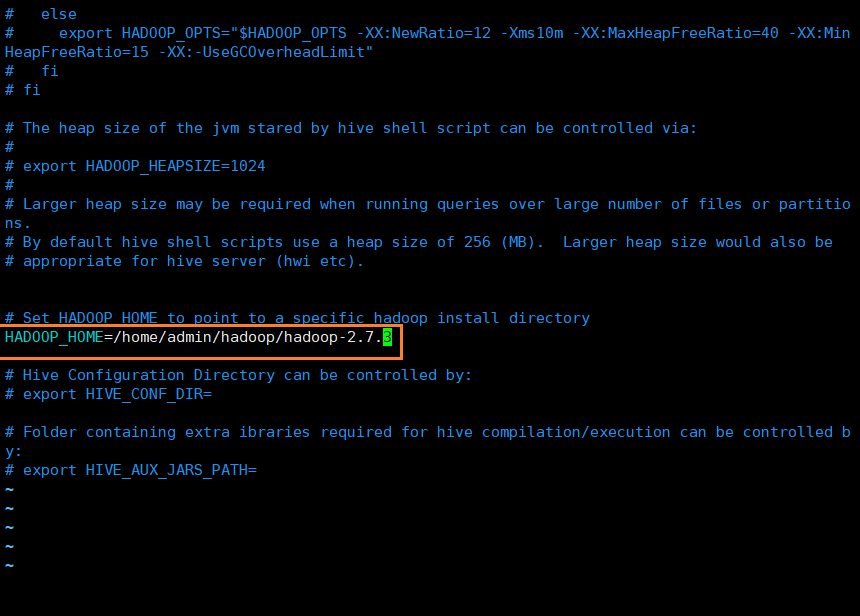 #   else
#     export HADOOP_OPTS="$HADOOP_OPTS -XX:NewRatio=12 -Xms10m -XX:MaxHeapFreeRatio=40 -XX:Min
HeapFreeRatio=15 -XX:-UseGCOverheadLimit"
#   fi
# fi

# The heap size of the jvm stared by hive shell script can be controlled via:
#
# export HADOOP_HEAPSIZE=1024
#
# Larger heap size may be required when running queries over large number of files or partitio
ns.
# By default hive shell scripts use a heap size of 256 (MB).  Larger heap size would also be
# appropriate for hive server (hwi etc).


# Set HADOOP_HOME to point to a specific hadoop install directory
HADOOP_HOME=/home/admin/hadoop/hadoop-2.7.3

# Hive Configuration Directory can be controlled by:
# export HIVE_CONF_DIR=

# Folder containing extra ibraries required for hive compilation/execution can be controlled b
y:
# export HIVE_AUX_JARS_PATH=
~
~
~
~
~